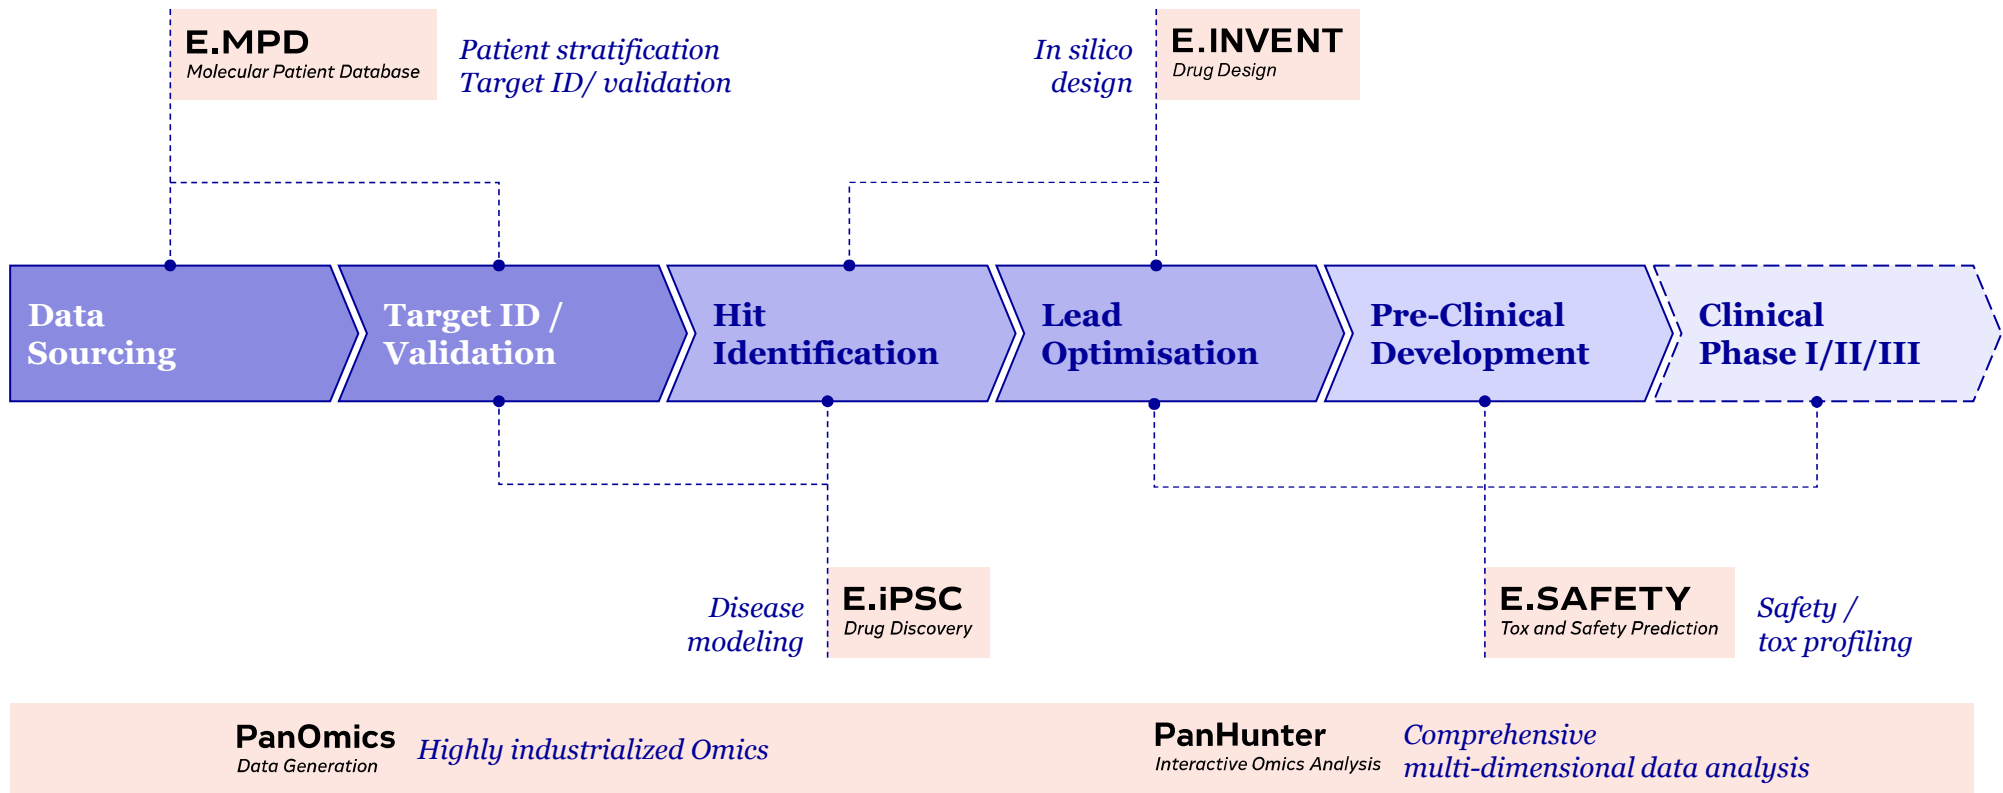 E.MPD
Molecular Patient Database
Patient stratification
Target ID/ validation
In silico
design
E.INVENT
Drug Design
Data
Sourcing
Target ID /
Validation
Hit
Identification
Lead
Optimisation
Pre-Clinical
Development
Clinical
Phase I/II/III
Disease
modeling
E.iPSC
Drug Discovery
E.SAFETY
Tox and Safety Prediction
Safety /
tox profiling
PanOmics
Data Generation
Highly industrialized Omics
PanHunter
Interactive Omics Analysis
Comprehensive
multi-dimensional data analysis